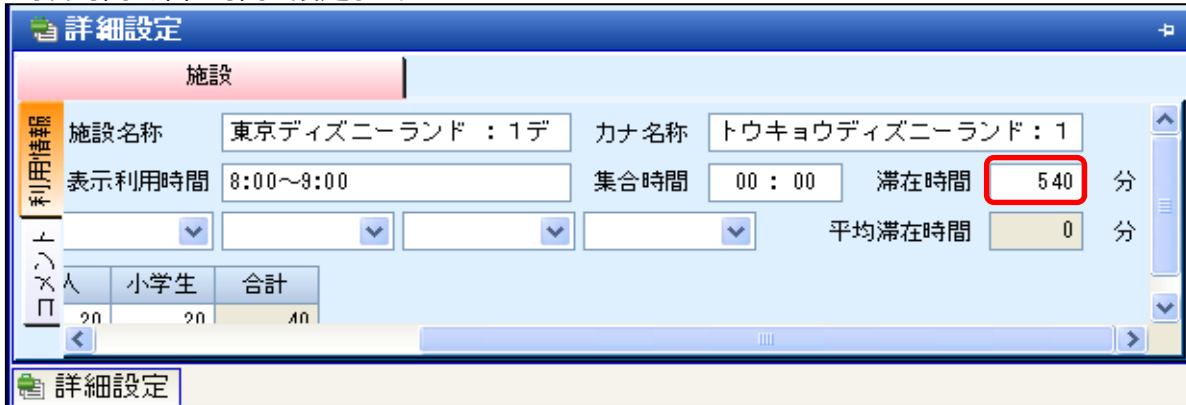 詳細設定
施設
利用情報
施設名称 東京ディズニーランド ：1デ カナ名称 トウキョウディズニーランド：1
表示利用時間 8:00～9:00 集合時間 00 : 00 滞在時間 540 分
平均滞在時間 0 分
コメント
人 小学生 合計
20 20 40
詳細設定